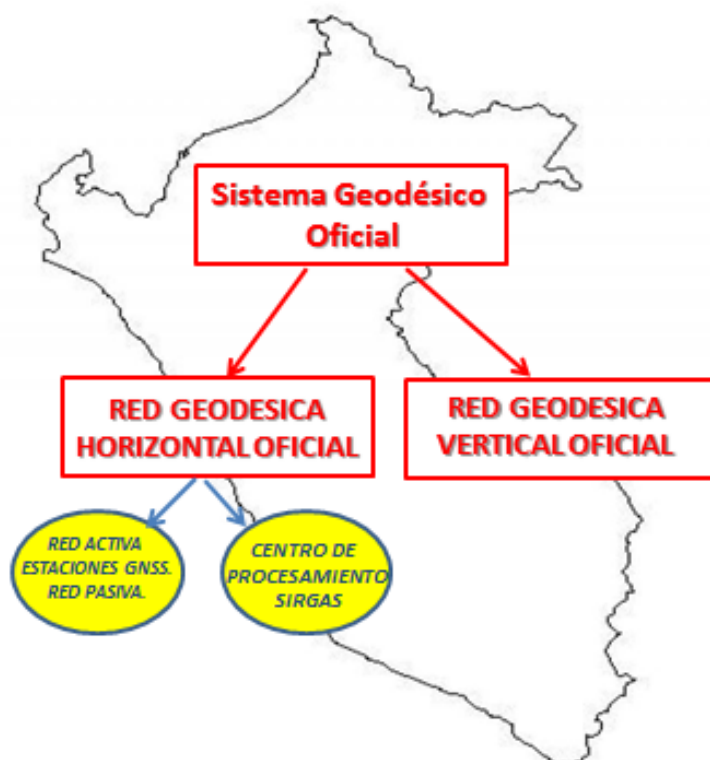 Sistema Geodésico
Oficial
RED GEODESICA
HORIZONTAL OFICIAL
RED GEODESICA
VERTICAL OFICIAL
RED ACTIVA
ESTACIONES GNSS.
RED PASIVA.
CENTRO DE
PROCESAMIENTO
SIRGAS